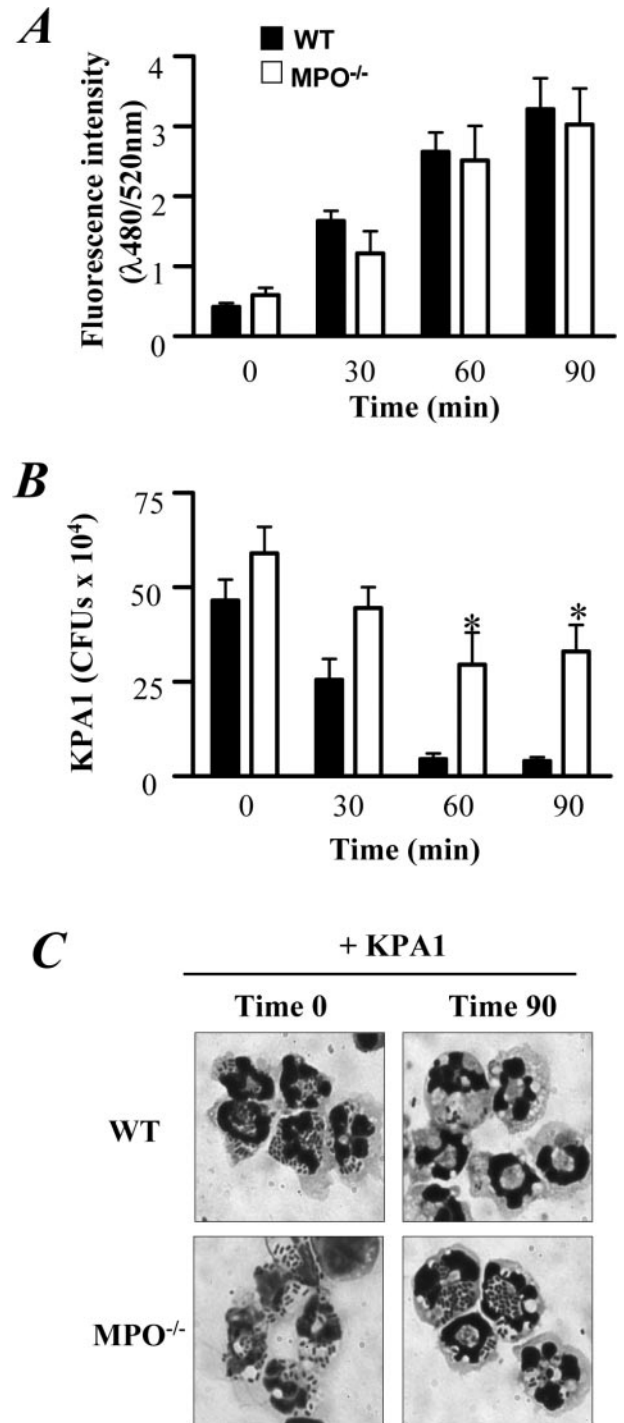 A
WT
MPO-/-
Fluorescence intensity
(λ480/520nm)
4
3
2
1
0
0 30 60 90
Time (min)
B
KPA1 (CFUs x 10⁴)
75
50
25
0
* *
0 30 60 90
Time (min)
C
+ KPA1
Time 0 Time 90
WT
MPO-/-